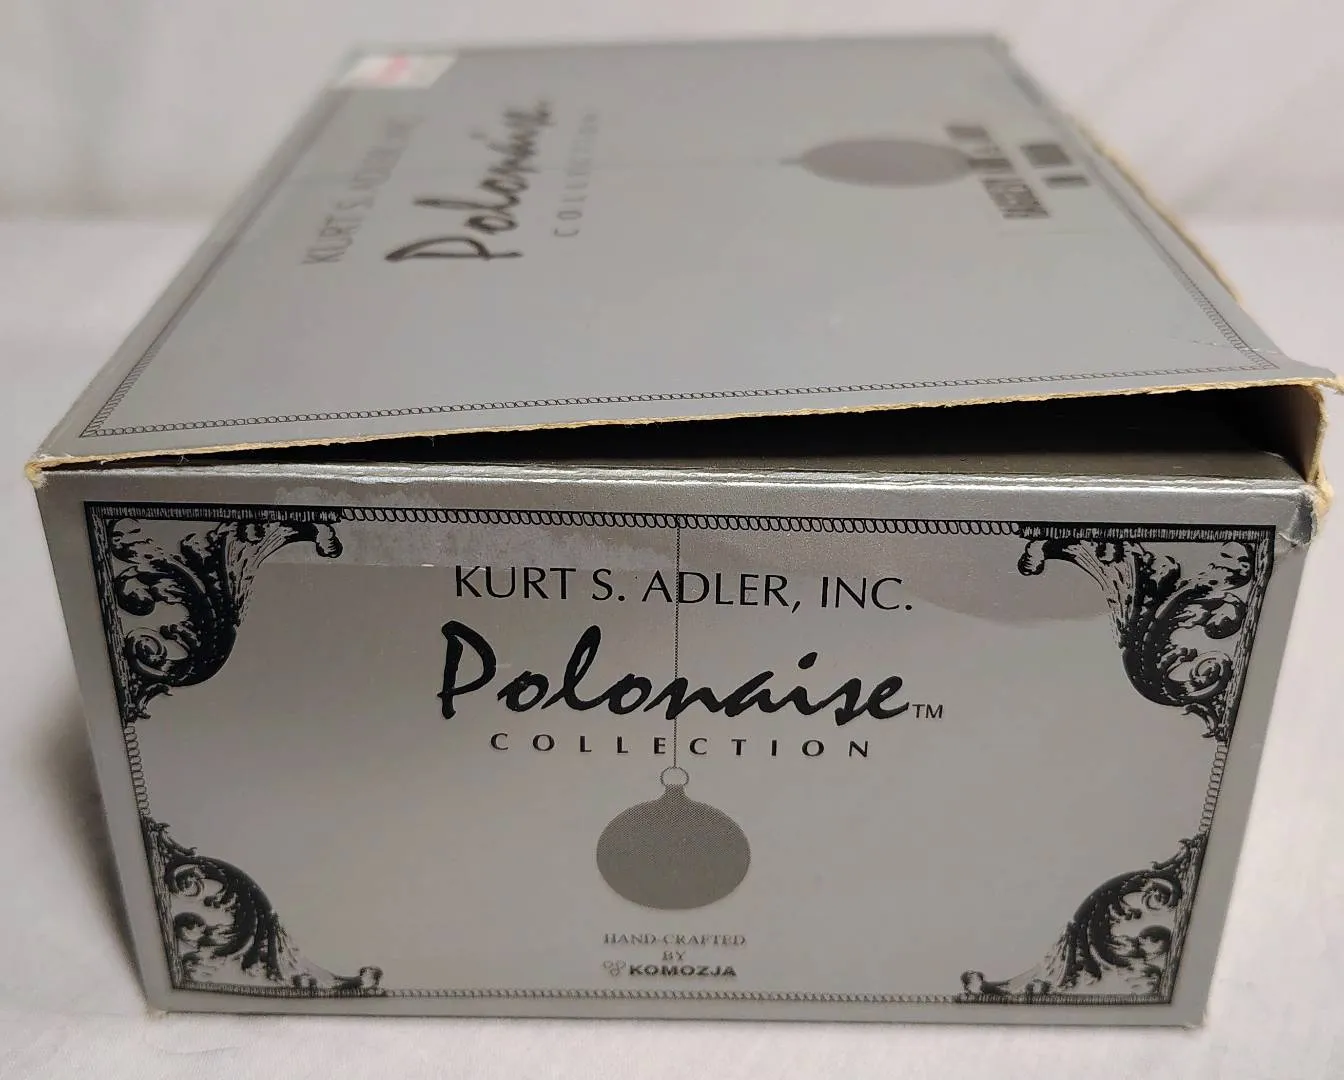 KURT S. ADLER, INC.
Polonaise
COLLECTION
KURT S. ADLER, INC.
Polonaise™
COLLECTION
HAND-CRAFTED
BY
KOMOZJA